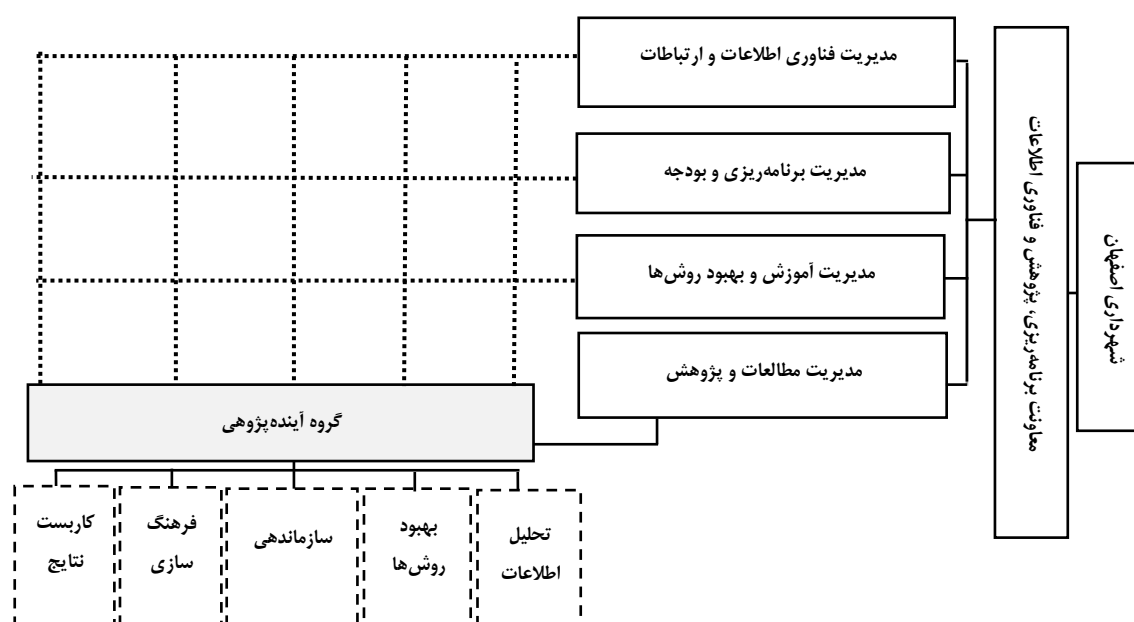 شهرداری اصفهان
معاونت برنامه‌ریزی، پژوهش و فناوری اطلاعات
مدیریت فناوری اطلاعات و ارتباطات
مدیریت برنامه‌ریزی و بودجه
مدیریت آموزش و بهبود روش‌ها
مدیریت مطالعات و پژوهش
گروه آینده‌پژوهی
تحلیل
اطلاعات
بهبود
روش‌ها
سازماندهی
فرهنگ
سازی
کاربست
نتایج